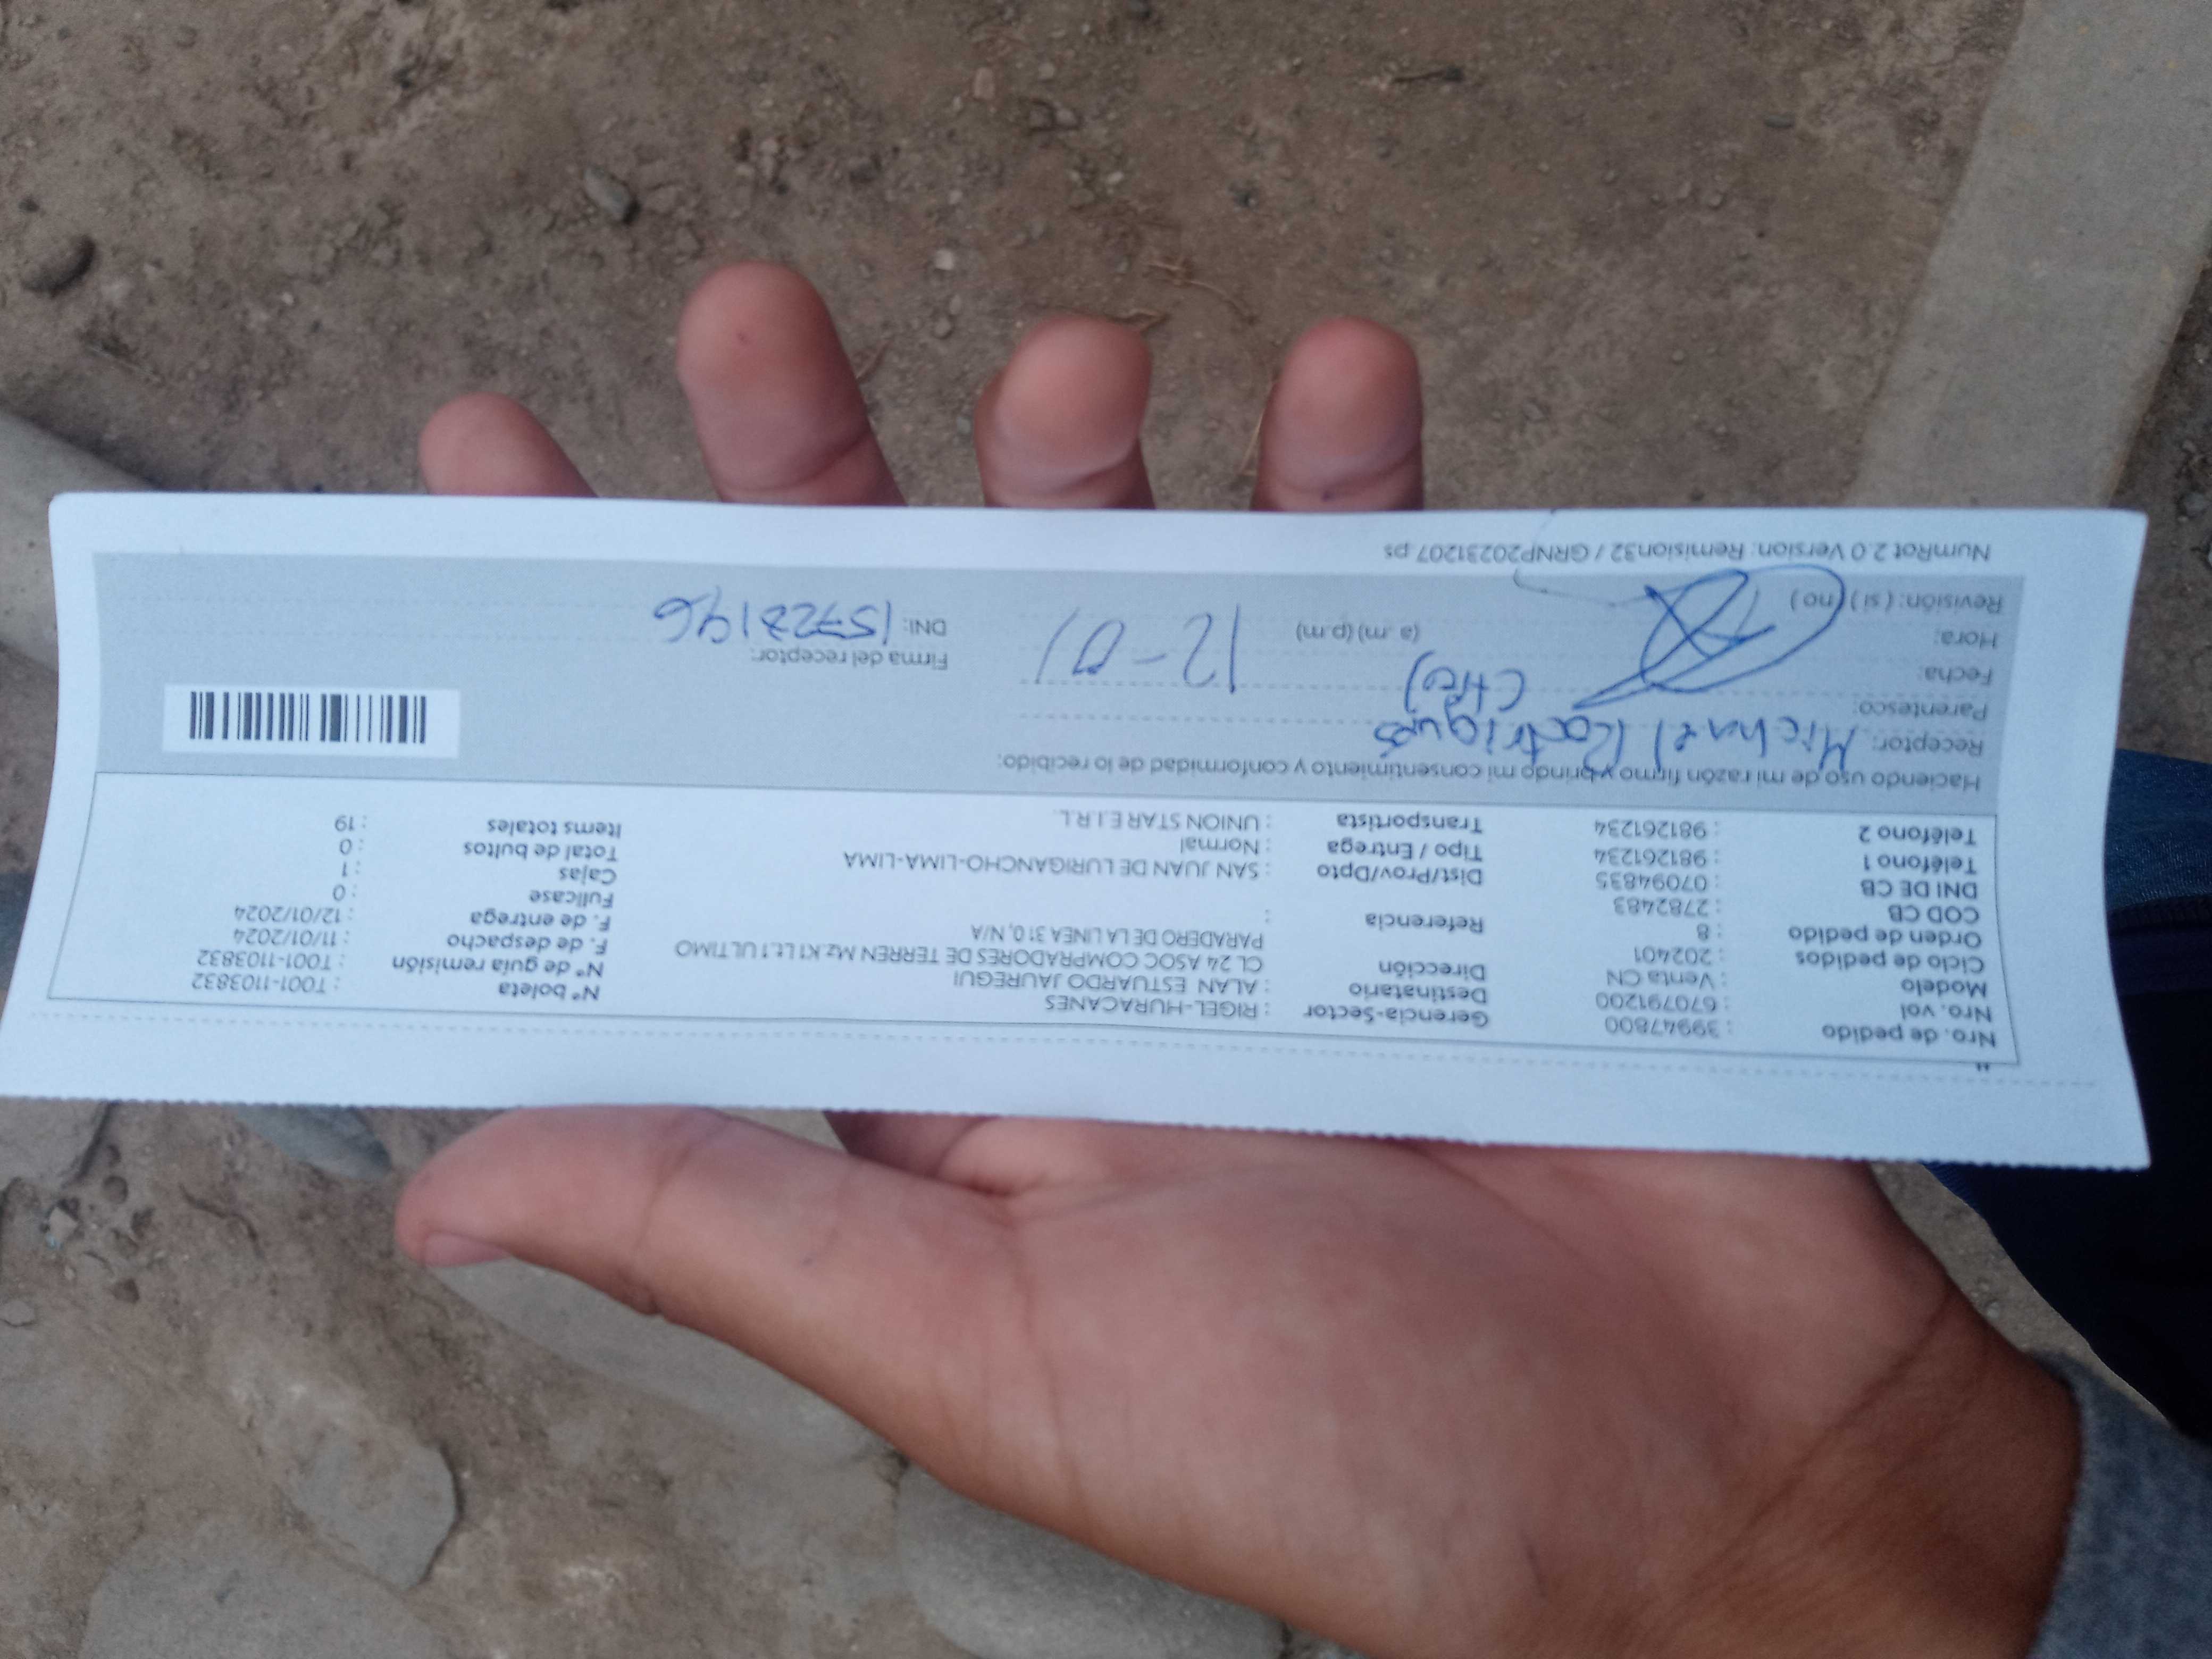 "
Nro. de pedido : 39947800 Gerencia-Sector : RIGEL-HURACANES Nº boleta : T001-1103832
Nro. vol : 670791200 Destinatario : ALAN ESTUARDO JAUREGUI Nº de guía remisión : T001-1103832
Modelo : Venta CN Dirección CL 24 ASOC COMPRADORES DE TERREN Mz.K1 Lt.1 ULTIMO F. de despacho : 11/01/2024
Ciclo de pedidos : 202401 PARADERO DE LA LINEA 310, N/A F. de entrega : 12/01/2024
Orden de pedido : 8 Referencia : Fullcase : 0
COD CB : 2782483 Cajas : 1
DNI DE CB : 07094835 Dist/Prov/Dpto : SAN JUAN DE LURIGANCHO-LIMA-LIMA Total de bultos : 0
Teléfono 1 : 981261234 Tipo / Entrega : Normal Items totales : 19
Teléfono 2 : 981261234 Transportista : UNION STAR E.I.R.L.
Haciendo uso de mi razón firmo y brindo mi consentimiento y conformidad de lo recibido:
Receptor: Michael Rodriguez
Parentesco: CHCO)
Fecha: 12-01 Firma del receptor:
Hora: (a .m) (p.m) DNI: 15723146
Revisión: ( si ) ( no )
NumRot 2.0 Version: Remision32 / GRNP20231207 ps